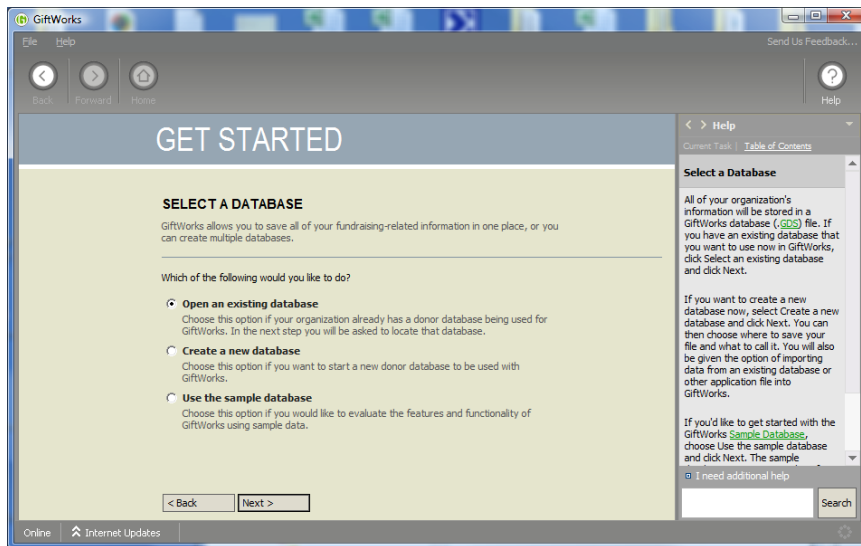 GiftWorks
File Help
Send Us Feedback...
Back Forward Home
Help
GET STARTED
SELECT A DATABASE
GiftWorks allows you to save all of your fundraising-related information in one place, or you
can create multiple databases.
Which of the following would you like to do?
Open an existing database
Choose this option if your organization already has a donor database being used for
GiftWorks. In the next step you will be asked to locate that database.
Create a new database
Choose this option if you want to start a new donor database to be used with
GiftWorks.
Use the sample database
Choose this option if you would like to evaluate the features and functionality of
GiftWorks using sample data.
< Back Next >
< > Help
Current Task | Table of Contents
Select a Database
All of your organization's
information will be stored in a
GiftWorks database (.GDS) file. If
you have an existing database that
you want to use now in GiftWorks,
click Select an existing database
and click Next.
If you want to create a new
database now, select Create a new
database and click Next. You can
then choose where to save your
file and what to call it. You will also
be given the option of importing
data from an existing database or
other application file into
GiftWorks.
If you'd like to get started with the
GiftWorks Sample Database,
choose Use the sample database
and click Next. The sample
I need additional help
Search
Online Internet Updates